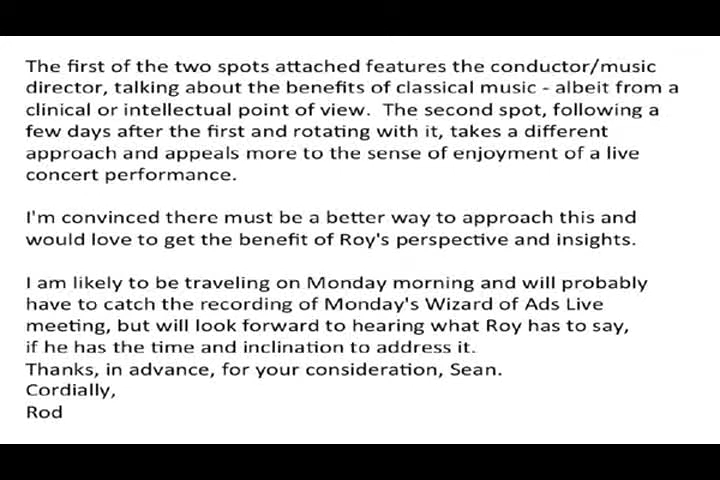 The first of the two spots attached features the conductor/music
director, talking about the benefits of classical music - albeit from a
clinical or intellectual point of view.  The second spot, following a
few days after the first and rotating with it, takes a different
approach and appeals more to the sense of enjoyment of a live
concert performance.
I'm convinced there must be a better way to approach this and
would love to get the benefit of Roy's perspective and insights.
I am likely to be traveling on Monday morning and will probably
have to catch the recording of Monday's Wizard of Ads Live
meeting, but will look forward to hearing what Roy has to say,
if he has the time and inclination to address it.
Thanks, in advance, for your consideration, Sean.
Cordially,
Rod